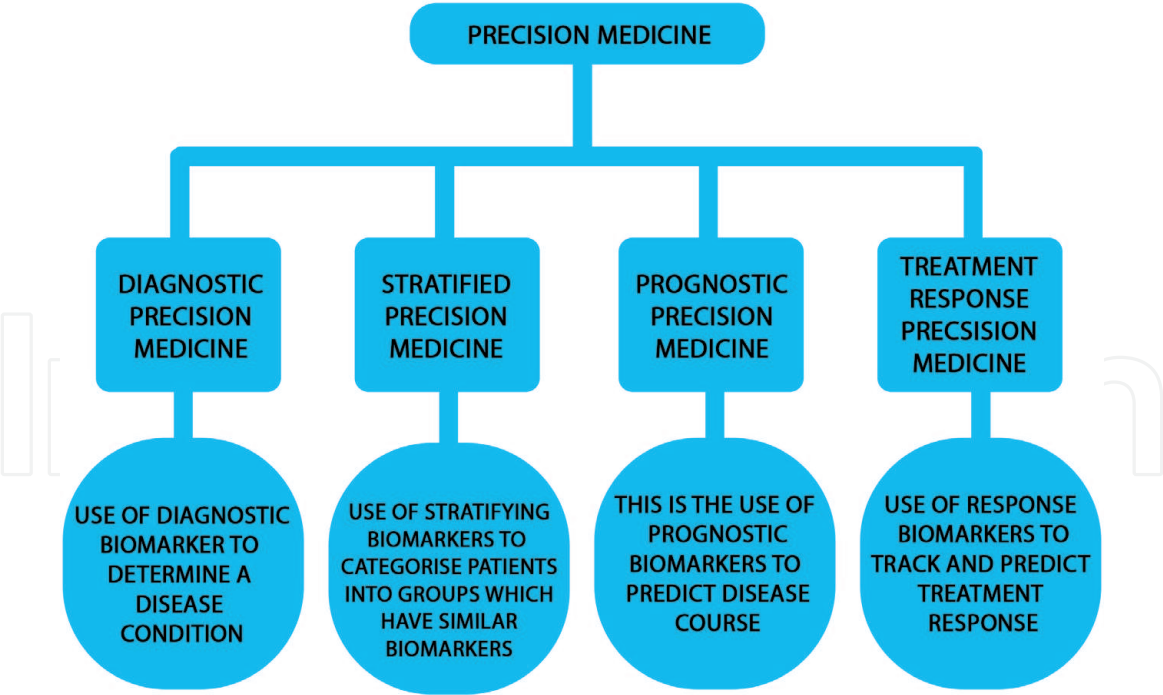 PRECISION MEDICINE
DIAGNOSTIC
PRECISION
MEDICINE
STRATIFIED
PRECISION
MEDICINE
PROGNOSTIC
PRECISION
MEDICINE
TREATMENT
RESPONSE
PRECSISION
MEDICINE
USE OF DIAGNOSTIC
BIOMARKER TO
DETERMINE A
DISEASE
CONDITION
USE OF STRATIFYING
BIOMARKERS TO
CATEGORISE PATIENTS
INTO GROUPS WHICH
HAVE SIMILAR
BIOMARKERS
THIS IS THE USE OF
PROGNOSTIC
BIOMARKERS TO
PREDICT DISEASE
COURSE
USE OF RESPONSE
BIOMARKERS TO
TRACK AND PREDICT
TREATMENT
RESPONSE